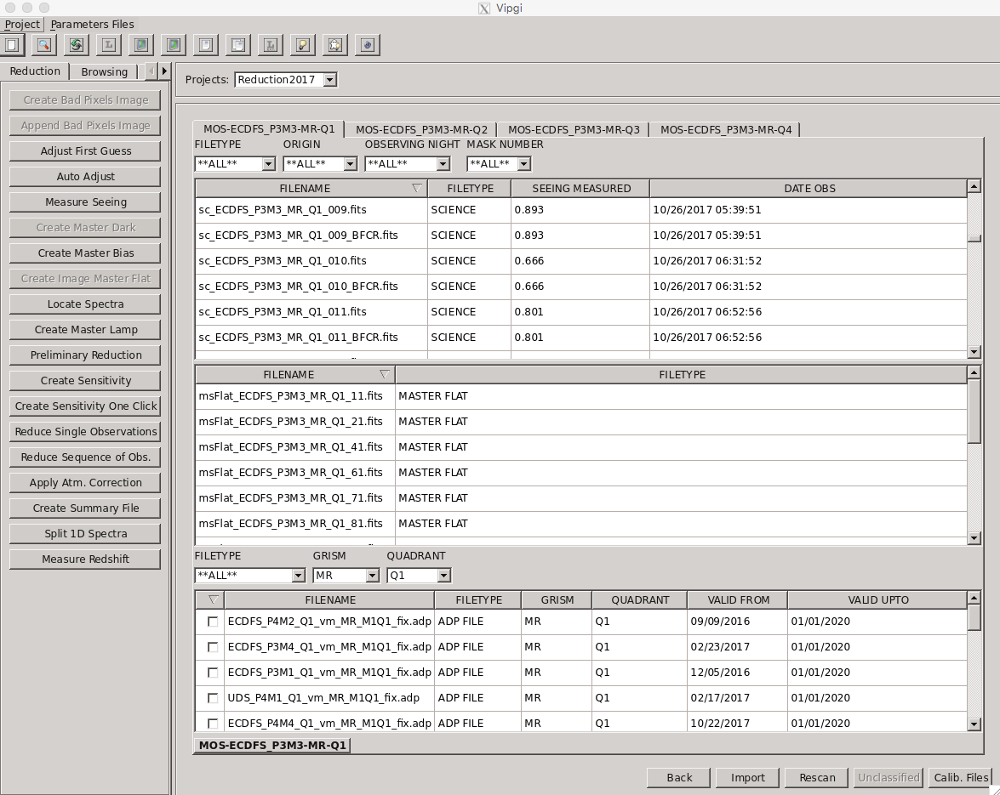 Vipgi
Project Parameters Files
Reduction Browsing
Create Bad Pixels Image
Append Bad Pixels Image
Adjust First Guess
Auto Adjust
Measure Seeing
Create Master Dark
Create Master Bias
Create Image Master Flat
Locate Spectra
Create Master Lamp
Preliminary Reduction
Create Sensitivity
Create Sensitivity One Click
Reduce Single Observations
Reduce Sequence of Obs.
Apply Atm. Correction
Create Summary File
Split 1D Spectra
Measure Redshift
Projects: Reduction2017
MOS-ECDFS_P3M3-MR-Q1 MOS-ECDFS_P3M3-MR-Q2 MOS-ECDFS_P3M3-MR-Q3 MOS-ECDFS_P3M3-MR-Q4
FILETYPE ORIGIN OBSERVING NIGHT MASK NUMBER
**ALL** **ALL** **ALL** **ALL**
FILENAME FILETYPE SEEING MEASURED DATE OBS
sc_ECDFS_P3M3_MR_Q1_009.fits SCIENCE 0.893 10/26/2017 05:39:51
sc_ECDFS_P3M3_MR_Q1_009_BFCR.fits SCIENCE 0.893 10/26/2017 05:39:51
sc_ECDFS_P3M3_MR_Q1_010.fits SCIENCE 0.666 10/26/2017 06:31:52
sc_ECDFS_P3M3_MR_Q1_010_BFCR.fits SCIENCE 0.666 10/26/2017 06:31:52
sc_ECDFS_P3M3_MR_Q1_011.fits SCIENCE 0.801 10/26/2017 06:52:56
sc_ECDFS_P3M3_MR_Q1_011_BFCR.fits SCIENCE 0.801 10/26/2017 06:52:56
FILENAME FILETYPE
msFlat_ECDFS_P3M3_MR_Q1_11.fits MASTER FLAT
msFlat_ECDFS_P3M3_MR_Q1_21.fits MASTER FLAT
msFlat_ECDFS_P3M3_MR_Q1_41.fits MASTER FLAT
msFlat_ECDFS_P3M3_MR_Q1_61.fits MASTER FLAT
msFlat_ECDFS_P3M3_MR_Q1_71.fits MASTER FLAT
msFlat_ECDFS_P3M3_MR_Q1_81.fits MASTER FLAT
FILETYPE GRISM QUADRANT
**ALL** MR Q1
FILENAME FILETYPE GRISM QUADRANT VALID FROM VALID UPTO
ECDFS_P4M2_Q1_vm_MR_M1Q1_fix.adp ADP FILE MR Q1 09/09/2016 01/01/2020
ECDFS_P3M4_Q1_vm_MR_M1Q1_fix.adp ADP FILE MR Q1 02/23/2017 01/01/2020
ECDFS_P3M1_Q1_vm_MR_M1Q1_fix.adp ADP FILE MR Q1 12/05/2016 01/01/2020
UDS_P4M1_Q1_vm_MR_M1Q1_fix.adp ADP FILE MR Q1 02/17/2017 01/01/2020
ECDFS_P4M4_Q1_vm_MR_M1Q1_fix.adp ADP FILE MR Q1 10/22/2017 01/01/2020
MOS-ECDFS_P3M3-MR-Q1
Back Import Rescan Unclassified Calib. Files